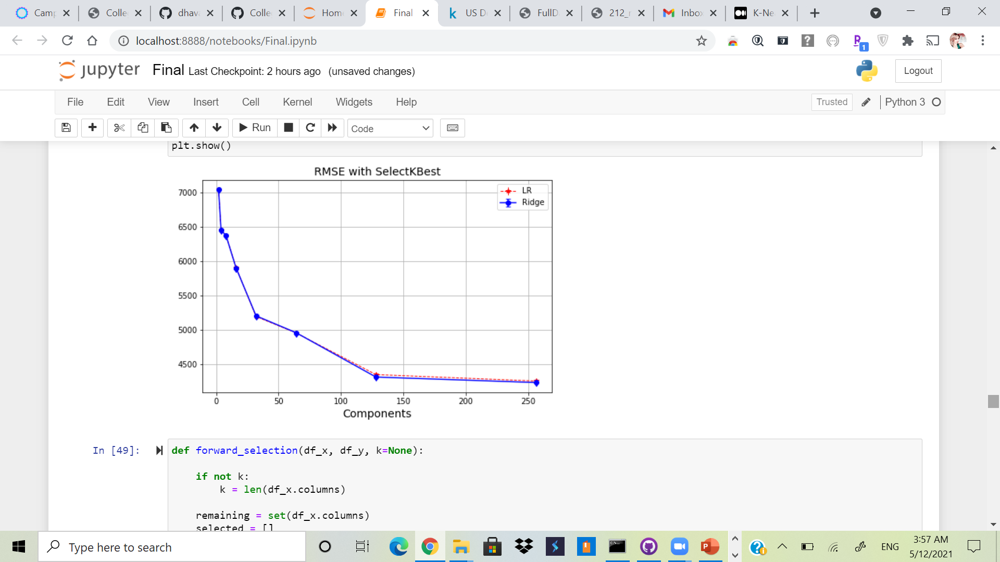 Camp
Colle
dhava
Colle
Home
Final
US D
FullD
212_r
Inbox
K-Ne
localhost:8888/notebooks/Final.ipynb
1
jupyter Final Last Checkpoint: 2 hours ago (unsaved changes)
Logout
File Edit View Insert Cell Kernel Widgets Help
Trusted Python 3
Run Code
plt.show()
RMSE with SelectKBest
LR
Ridge
7000
6500
6000
5500
5000
4500
0 50 100 150 200 250
Components
In [49]:
def forward_selection(df_x, df_y, k=None):
if not k:
k = len(df_x.columns)
remaining = set(df_x.columns)
selected = []
Type here to search
ENG
3:57 AM
5/12/2021